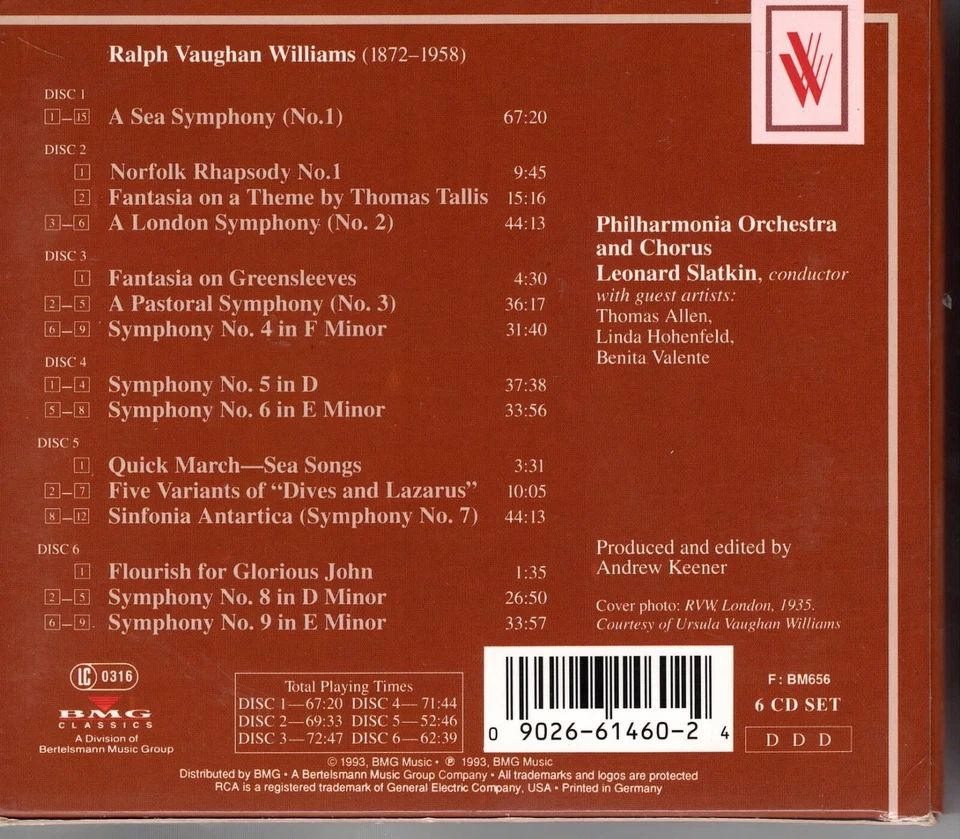 Ralph Vaughan Williams (1872–1958)
DISC 1
1–15 A Sea Symphony (No.1) 67:20
DISC 2
1 Norfolk Rhapsody No.1 9:45
2 Fantasia on a Theme by Thomas Tallis 15:16
3–6 A London Symphony (No. 2) 44:13
DISC 3
1 Fantasia on Greensleeves 4:30
2–5 A Pastoral Symphony (No. 3) 36:17
6–9 Symphony No. 4 in F Minor 31:40
DISC 4
1–4 Symphony No. 5 in D 37:38
5–8 Symphony No. 6 in E Minor 33:56
DISC 5
1 Quick March—Sea Songs 3:31
2–7 Five Variants of “Dives and Lazarus” 10:05
8–12 Sinfonia Antartica (Symphony No. 7) 44:13
DISC 6
1 Flourish for Glorious John 1:35
2–5 Symphony No. 8 in D Minor 26:50
6–9 Symphony No. 9 in E Minor 33:57
Philharmonia Orchestra
and Chorus
Leonard Slatkin, conductor
with guest artists:
Thomas Allen,
Linda Hohenfeld,
Benita Valente
Produced and edited by
Andrew Keener
Cover photo: RVW, London, 1935.
Courtesy of Ursula Vaughan Williams
LC 0316
BMG
CLASSICS
A Division of
Bertelsmann Music Group
Total Playing Times
DISC 1—67:20 DISC 4—71:44
DISC 2—69:33 DISC 5—52:46
DISC 3—72:47 DISC 6—62:39
0 9026-61460-2 4
F: BM656
6 CD SET
D D D
© 1993, BMG Music • ℗ 1993, BMG Music
Distributed by BMG • A Bertelsmann Music Group Company • All trademarks and logos are protected
RCA is a registered trademark of General Electric Company, USA • Printed in Germany